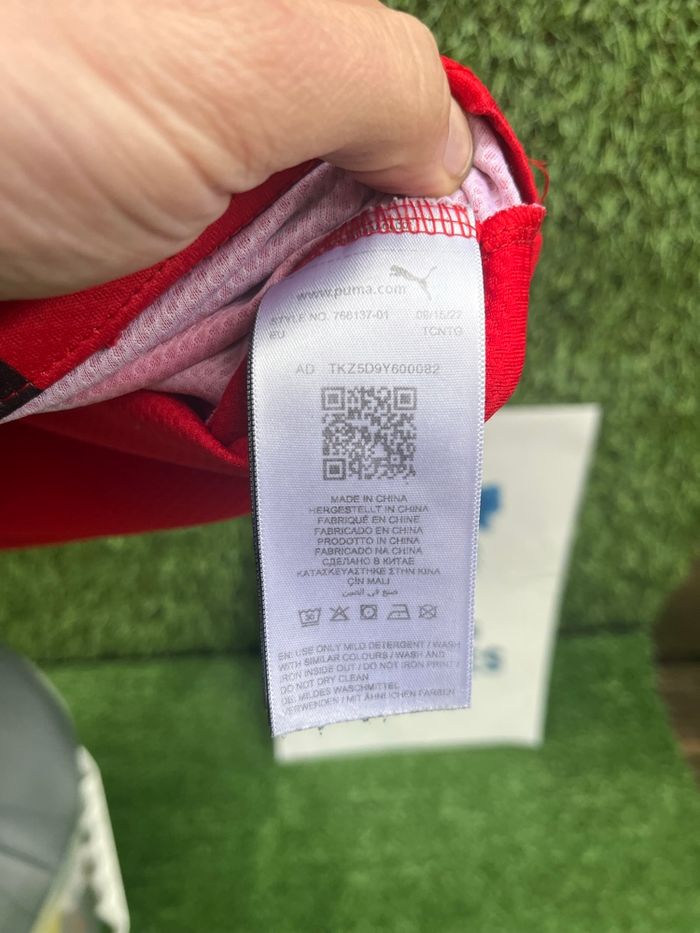 www.puma.com
STYLE NO. 766137-01 09/15/22
EU TCNTG
AD TKZ5D9Y600082
MADE IN CHINA
HERGESTELLT IN CHINA
FABRIQUÉ EN CHINE
FABRICADO EN CHINA
PRODOTTO IN CHINA
FABRICADO NA CHINA
СДЕЛАНО В КИТАЕ
ΚΑΤΑΣΚΕΥΑΣΤΗΚΕ ΣΤΗΝ ΚΙΝΑ
ÇİN MALI
صنع في الصين
30
EN: USE ONLY MILD DETERGENT / WASH
WITH SIMILAR COLOURS / WASH AND
IRON INSIDE OUT / DO NOT IRON PRINT /
DO NOT DRY CLEAN
DE: MILDES WASCHMITTEL
VERWENDEN / MIT ÄHNLICHEN FARBEN